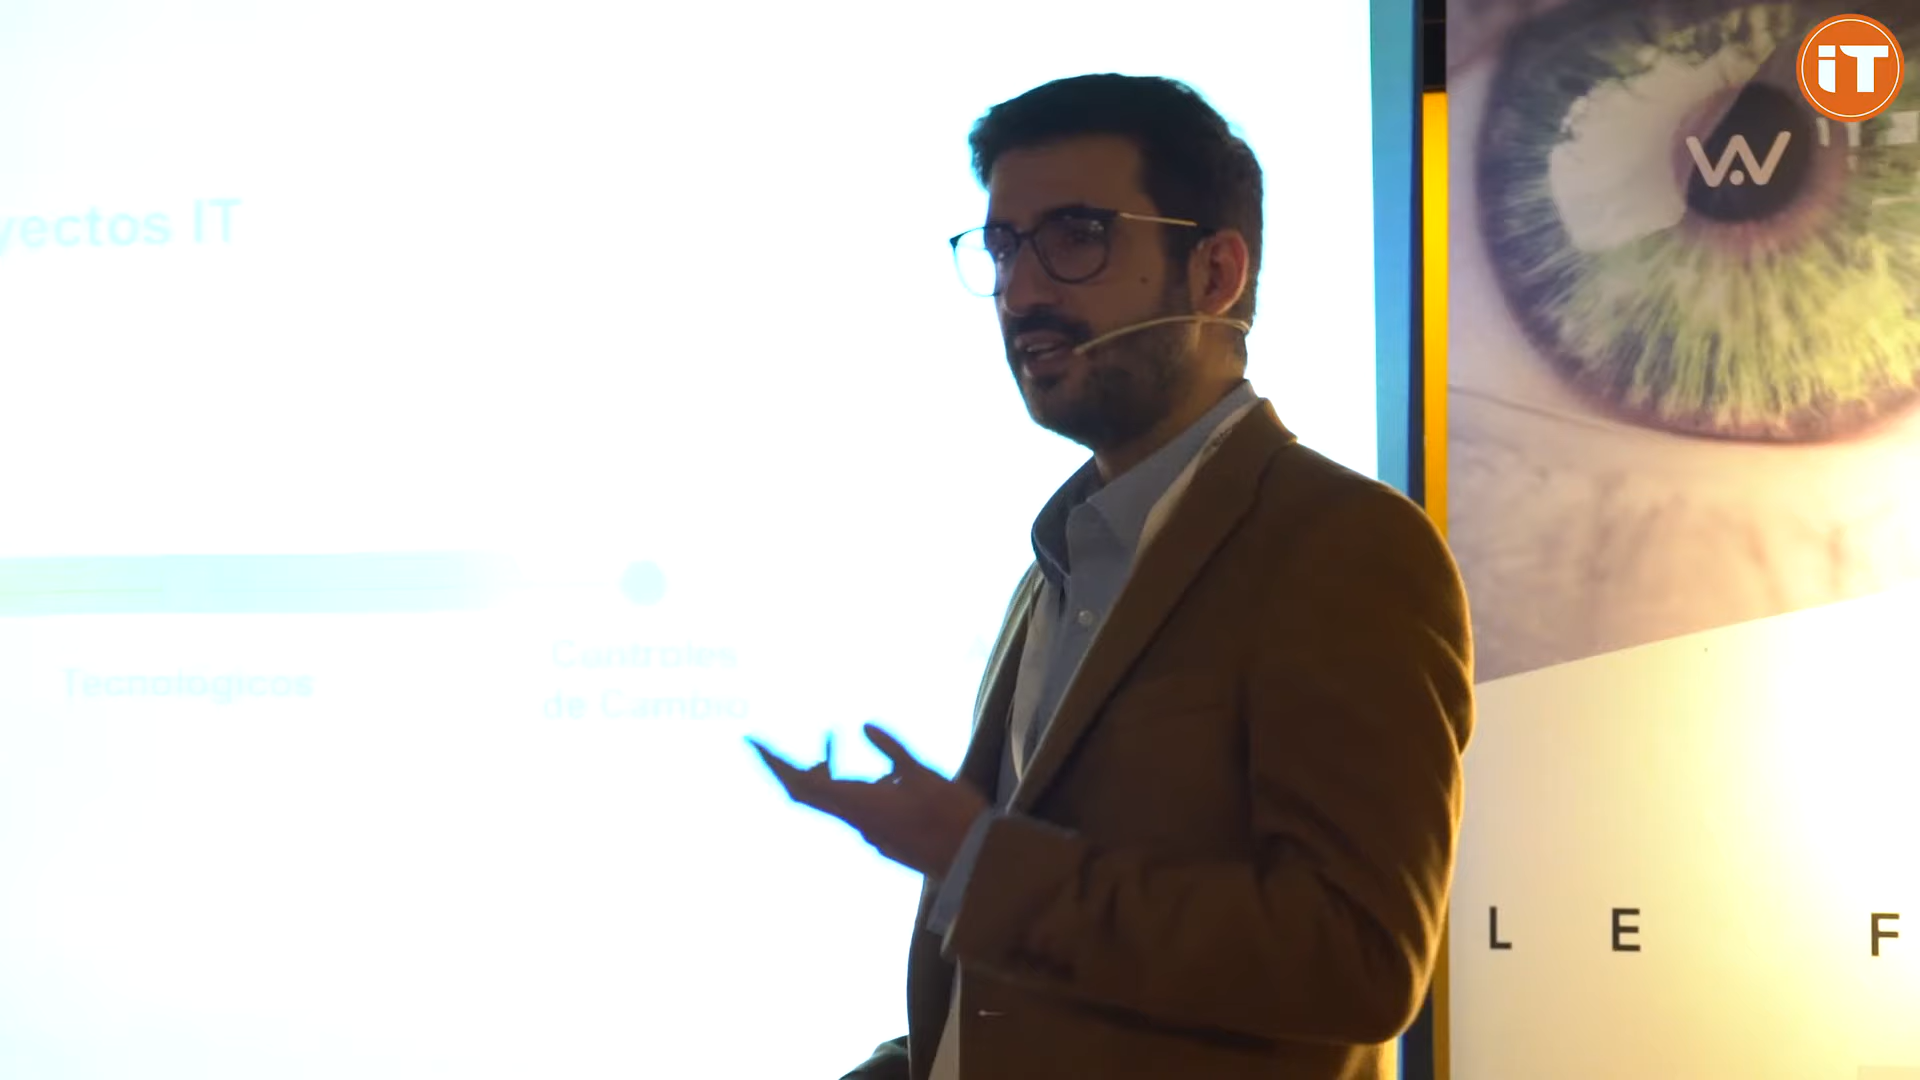 iT
yectos IT
Tecnológicos
Controles
de Cambio
L E F